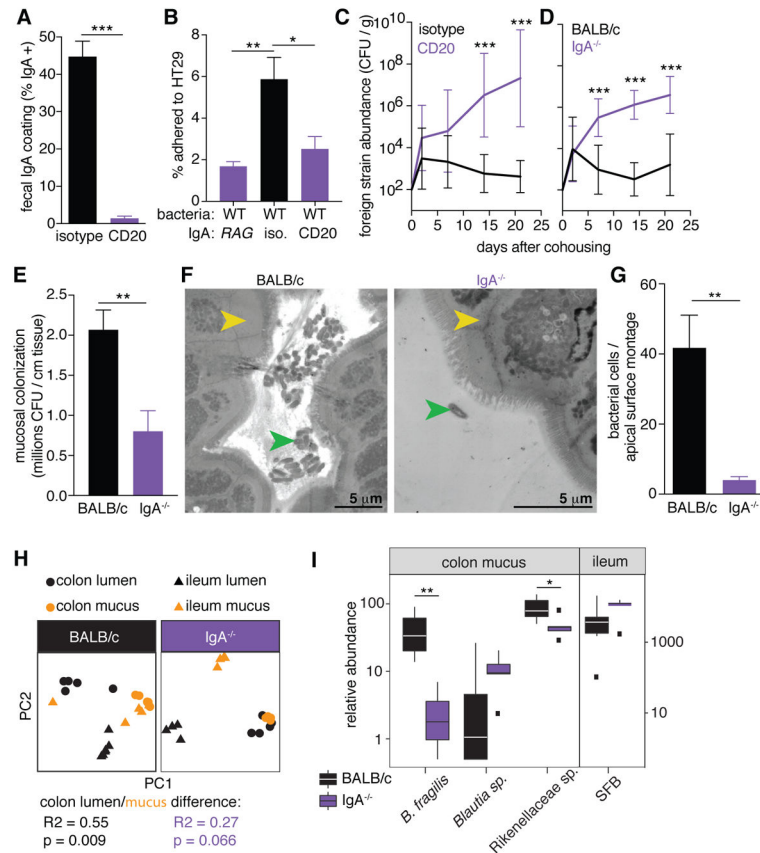 A
***
fecal IgA coating (% IgA +)
50
40
30
20
10
0
isotype CD20
B
** *
% adhered to HT29
8
6
4
2
0
bacteria: WT WT WT
IgA: RAG iso. CD20
C
isotype
CD20
***
***
foreign strain abundance (CFU / g)
10^10
10^8
10^6
10^4
10^2
0 5 10 15 20 25
D
BALB/c
IgA-/-
*** *** ***
0 5 10 15 20 25
days after cohousing
E
**
mucosal colonization
(millions CFU / cm tissue)
2.5
2.0
1.5
1.0
0.5
0.0
BALB/c IgA-/-
F
BALB/c
IgA-/-
5 µm
5 µm
G
**
bacterial cells /
apical surface montage
60
40
20
0
BALB/c IgA-/-
H
colon lumen ileum lumen
colon mucus ileum mucus
BALB/c IgA-/-
PC2
PC1
colon lumen/mucus difference:
R2 = 0.55 R2 = 0.27
p = 0.009 p = 0.066
I
colon mucus ileum
** *
relative abundance
100
10
1
1000
10
BALB/c
IgA-/-
B. fragilis
Blautia sp.
Rikenellaceae sp.
SFB